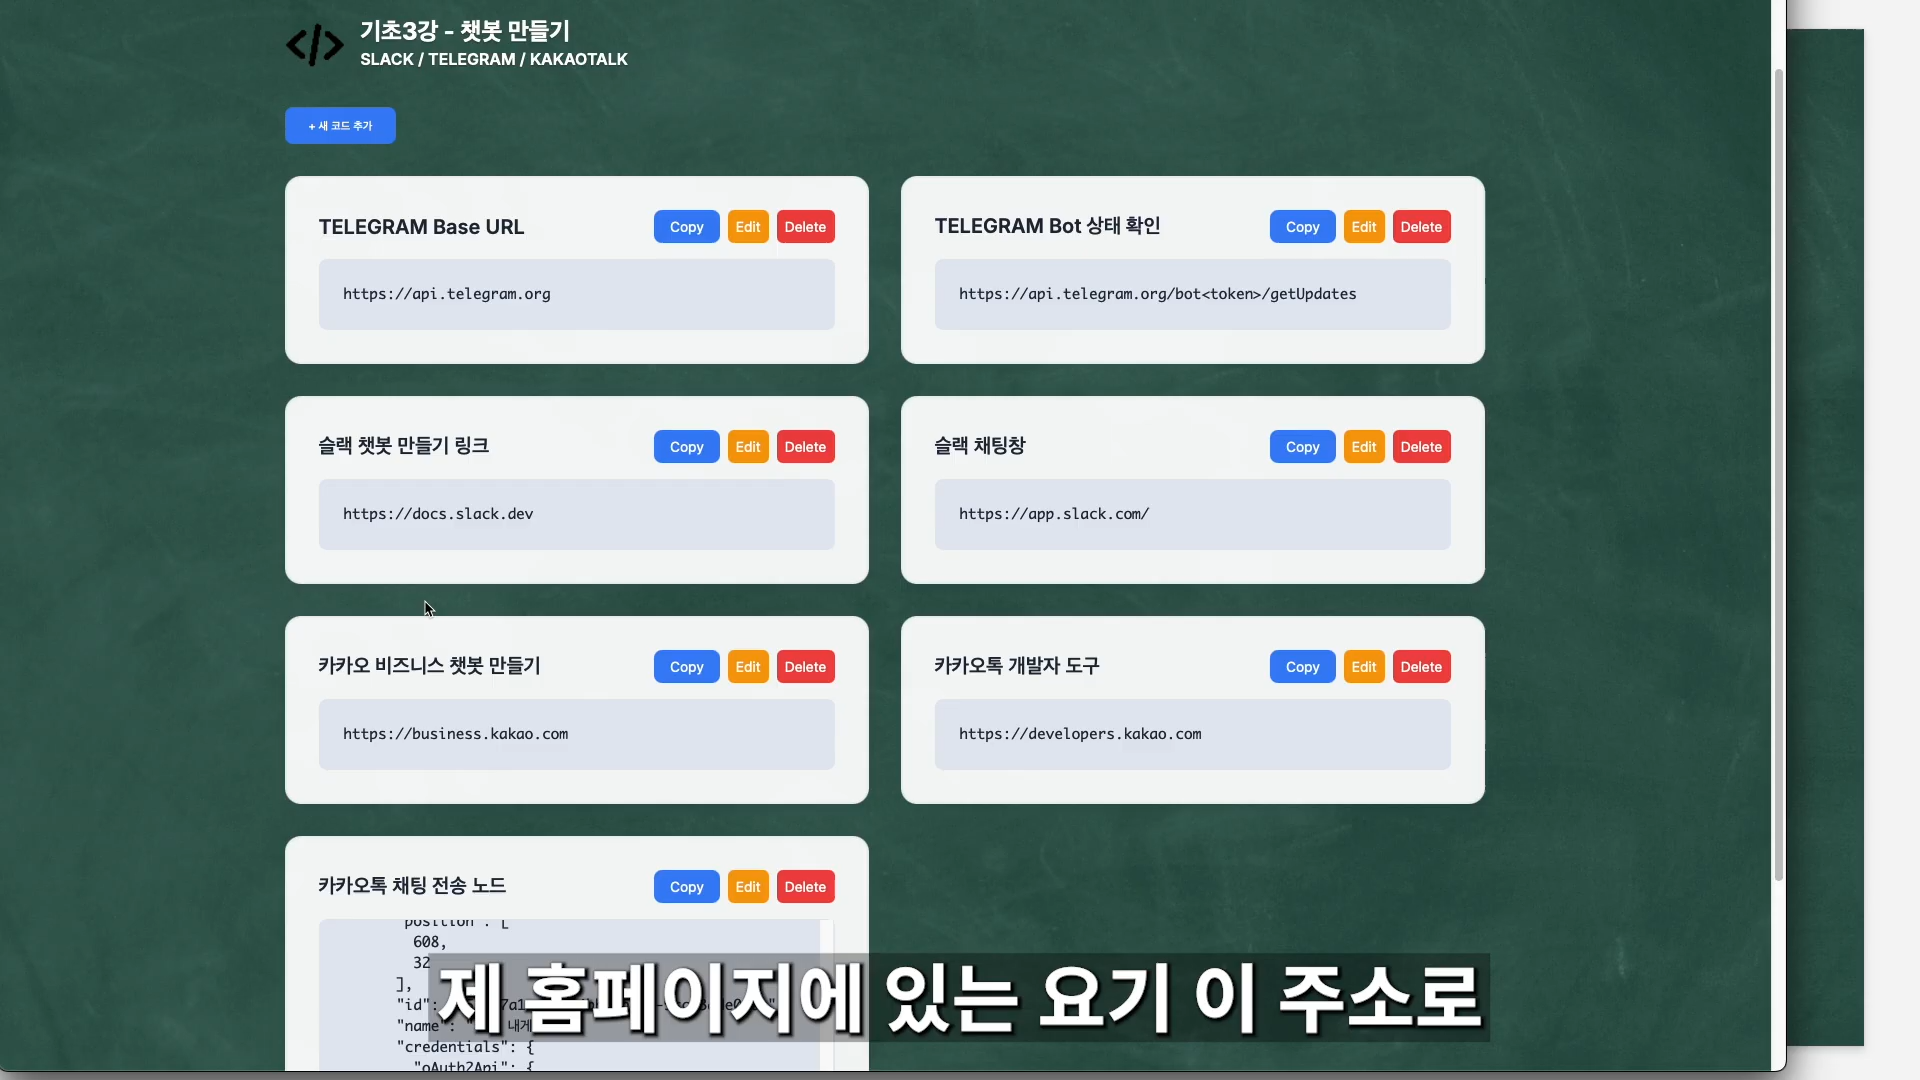 기초3강 - 챗봇 만들기
SLACK / TELEGRAM / KAKAOTALK
+ 새 코드 추가
TELEGRAM Base URL
Copy Edit Delete
https://api.telegram.org
TELEGRAM Bot 상태 확인
Copy Edit Delete
https://api.telegram.org/bot<token>/getUpdates
슬랙 챗봇 만들기 링크
Copy Edit Delete
https://docs.slack.dev
슬랙 채팅창
Copy Edit Delete
https://app.slack.com/
카카오 비즈니스 챗봇 만들기
Copy Edit Delete
https://business.kakao.com
카카오톡 개발자 도구
Copy Edit Delete
https://developers.kakao.com
카카오톡 채팅 전송 노드
Copy Edit Delete
"position": [
608,
32
],
"id":
"name": " 내게
"credentials": {
"oAuth2Api": {
제 홈페이지에 있는 요기 이 주소로